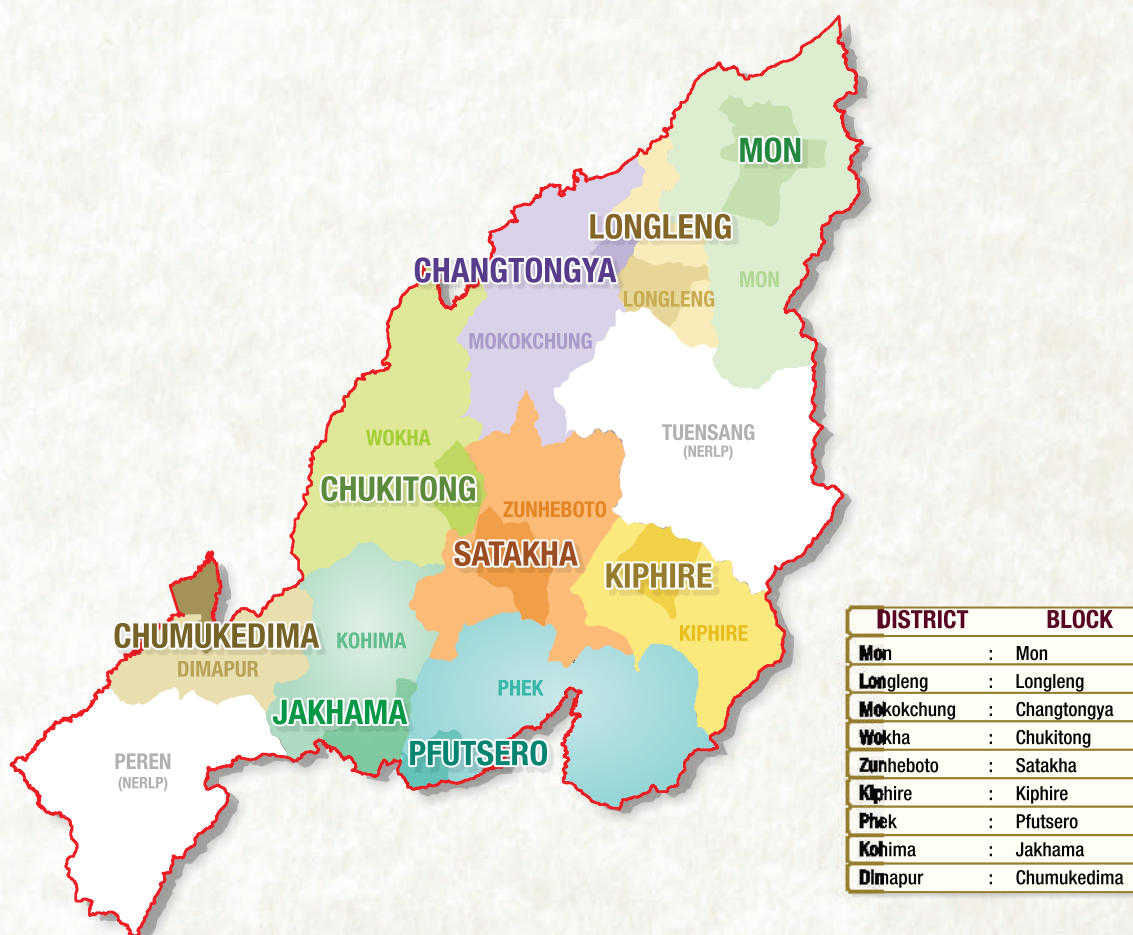 MON
LONGLENG
CHANGTONGYA
MON
LONGLENG
MOKOKCHUNG
WOKHA
TUENSANG
(NERLP)
CHUKITONG
ZUNHEBOTO
SATAKHA
KIPHIRE
CHUMUKEDIMA
KOHIMA
KIPHIRE
DIMAPUR
PHEK
JAKHAMA
PFUTSERO
PEREN
(NERLP)
DISTRICT BLOCK
Mon : Mon
Longleng : Longleng
Mokokchung : Changtongya
Wokha : Chukitong
Zunheboto : Satakha
Kiphire : Kiphire
Phek : Pfutsero
Kohima : Jakhama
Dimapur : Chumukedima